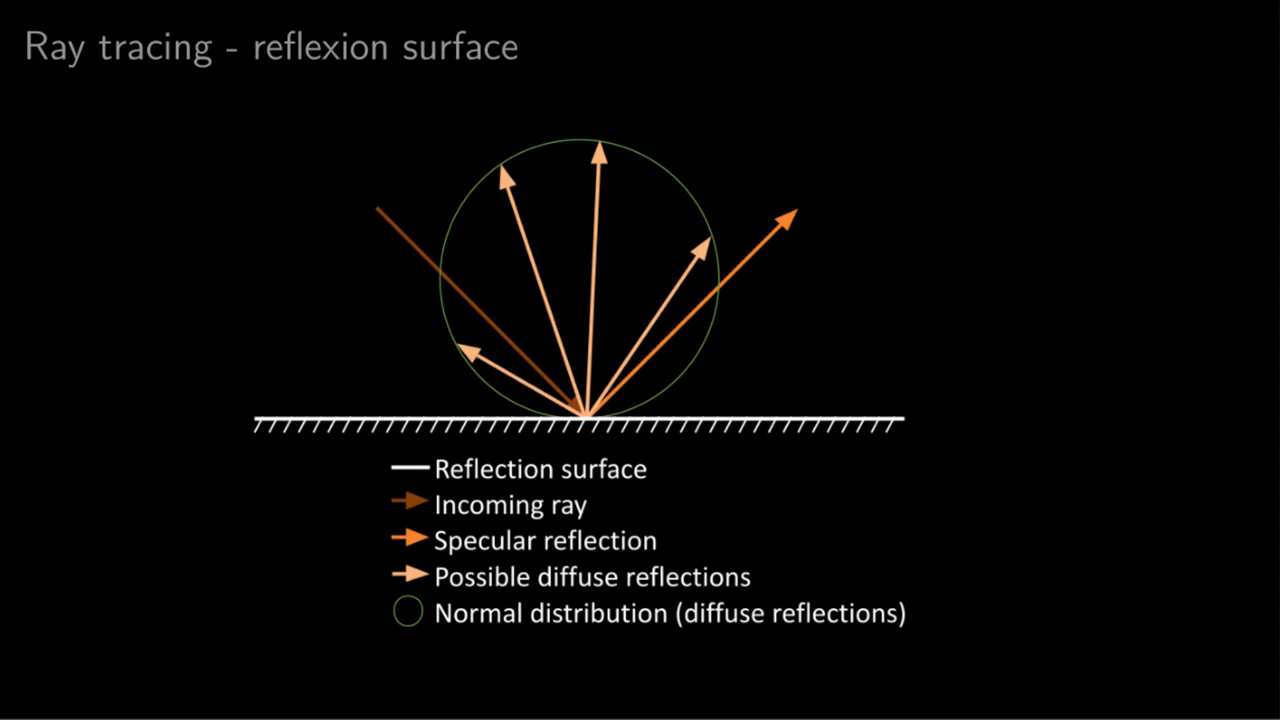 Ray tracing - reflexion surface
Reflection surface
Incoming ray
Specular reflection
Possible diffuse reflections
Normal distribution (diffuse reflections)